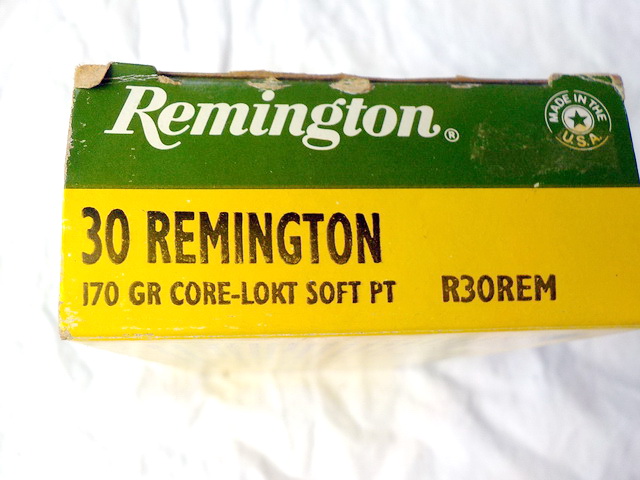 Remington®
MADE IN THE
U.S.A.
30 REMINGTON
170 GR CORE-LOKT SOFT PT R30REM